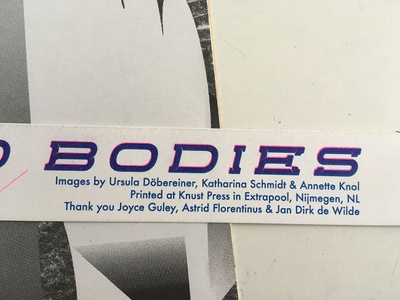 BODIES
Images by Ursula Döbereiner, Katharina Schmidt & Annette Knol
Printed at Knust Press in Extrapool, Nijmegen, NL
Thank you Joyce Guley, Astrid Florentinus & Jan Dirk de Wilde